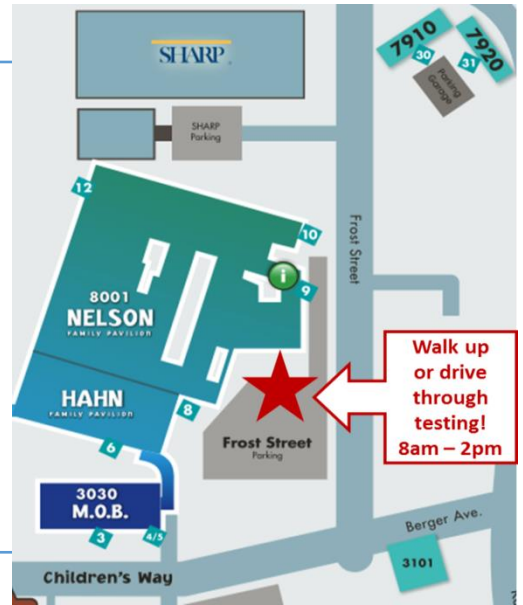 SHARP
7910
7920
30
31
Parking
Garage
SHARP
Parking
12
10
Frost Street
i
9
8001
NELSON
FAMILY PAVILION
Walk up
or drive
through
testing!
8am – 2pm
HAHN
FAMILY PAVILION
8
6
Frost Street
Parking
3030
M.O.B.
3
4/5
Berger Ave.
3101
Children's Way